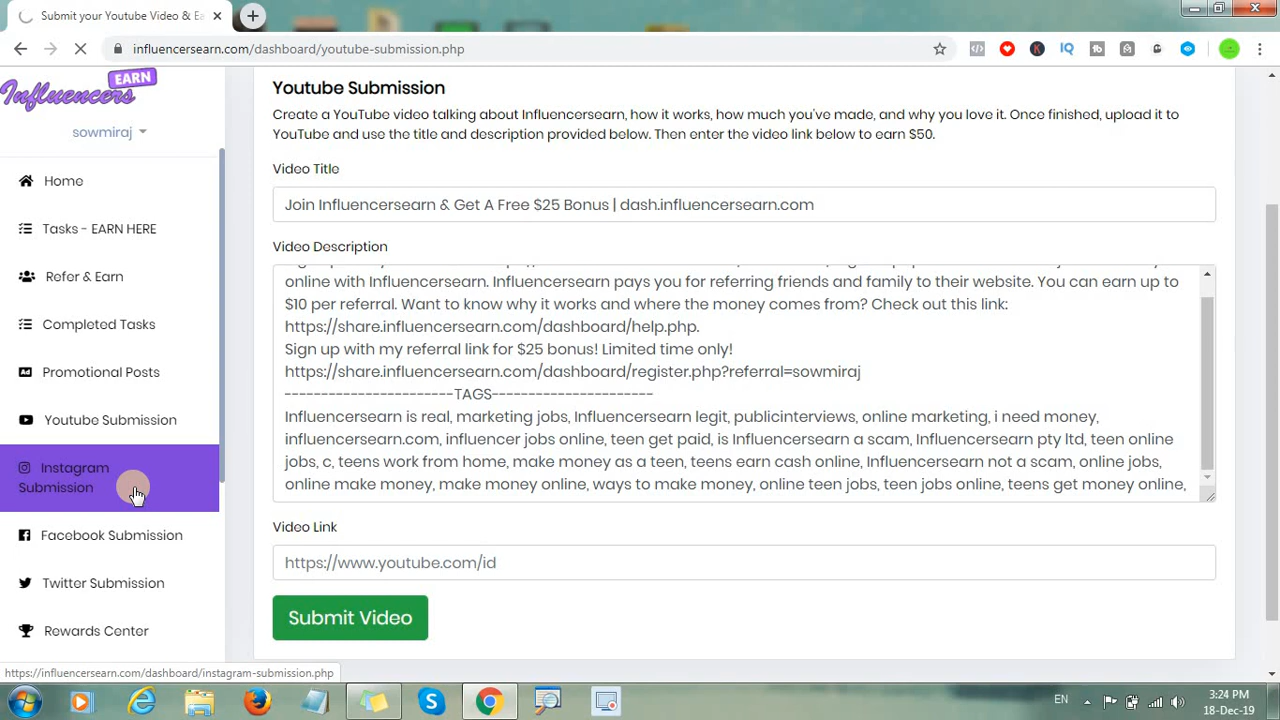 Submit your Youtube Video & Ea
influencersearn.com/dashboard/youtube-submission.php
EARN
Influencers
sowmiraj
Home
Tasks - EARN HERE
Refer & Earn
Completed Tasks
Promotional Posts
Youtube Submission
Instagram
Submission
Facebook Submission
Twitter Submission
Rewards Center
Youtube Submission
Create a YouTube video talking about Influencersearn, how it works, how much you've made, and why you love it. Once finished, upload it to
YouTube and use the title and description provided below. Then enter the video link below to earn $50.
Video Title
Join Influencersearn & Get A Free $25 Bonus | dash.influencersearn.com
Video Description
online with Influencersearn. Influencersearn pays you for referring friends and family to their website. You can earn up to
$10 per referral. Want to know why it works and where the money comes from? Check out this link:
https://share.influencersearn.com/dashboard/help.php.
Sign up with my referral link for $25 bonus! Limited time only!
https://share.influencersearn.com/dashboard/register.php?referral=sowmiraj
-----------------------TAGS----------------------
Influencersearn is real, marketing jobs, Influencersearn legit, publicinterviews, online marketing, i need money,
influencersearn.com, influencer jobs online, teen get paid, is Influencersearn a scam, Influencersearn pty ltd, teen online
jobs, c, teens work from home, make money as a teen, teens earn cash online, Influencersearn not a scam, online jobs,
online make money, make money online, ways to make money, online teen jobs, teen jobs online, teens get money online,
Video Link
https://www.youtube.com/id
Submit Video
https://influencersearn.com/dashboard/instagram-submission.php
EN
3:24 PM
18-Dec-19